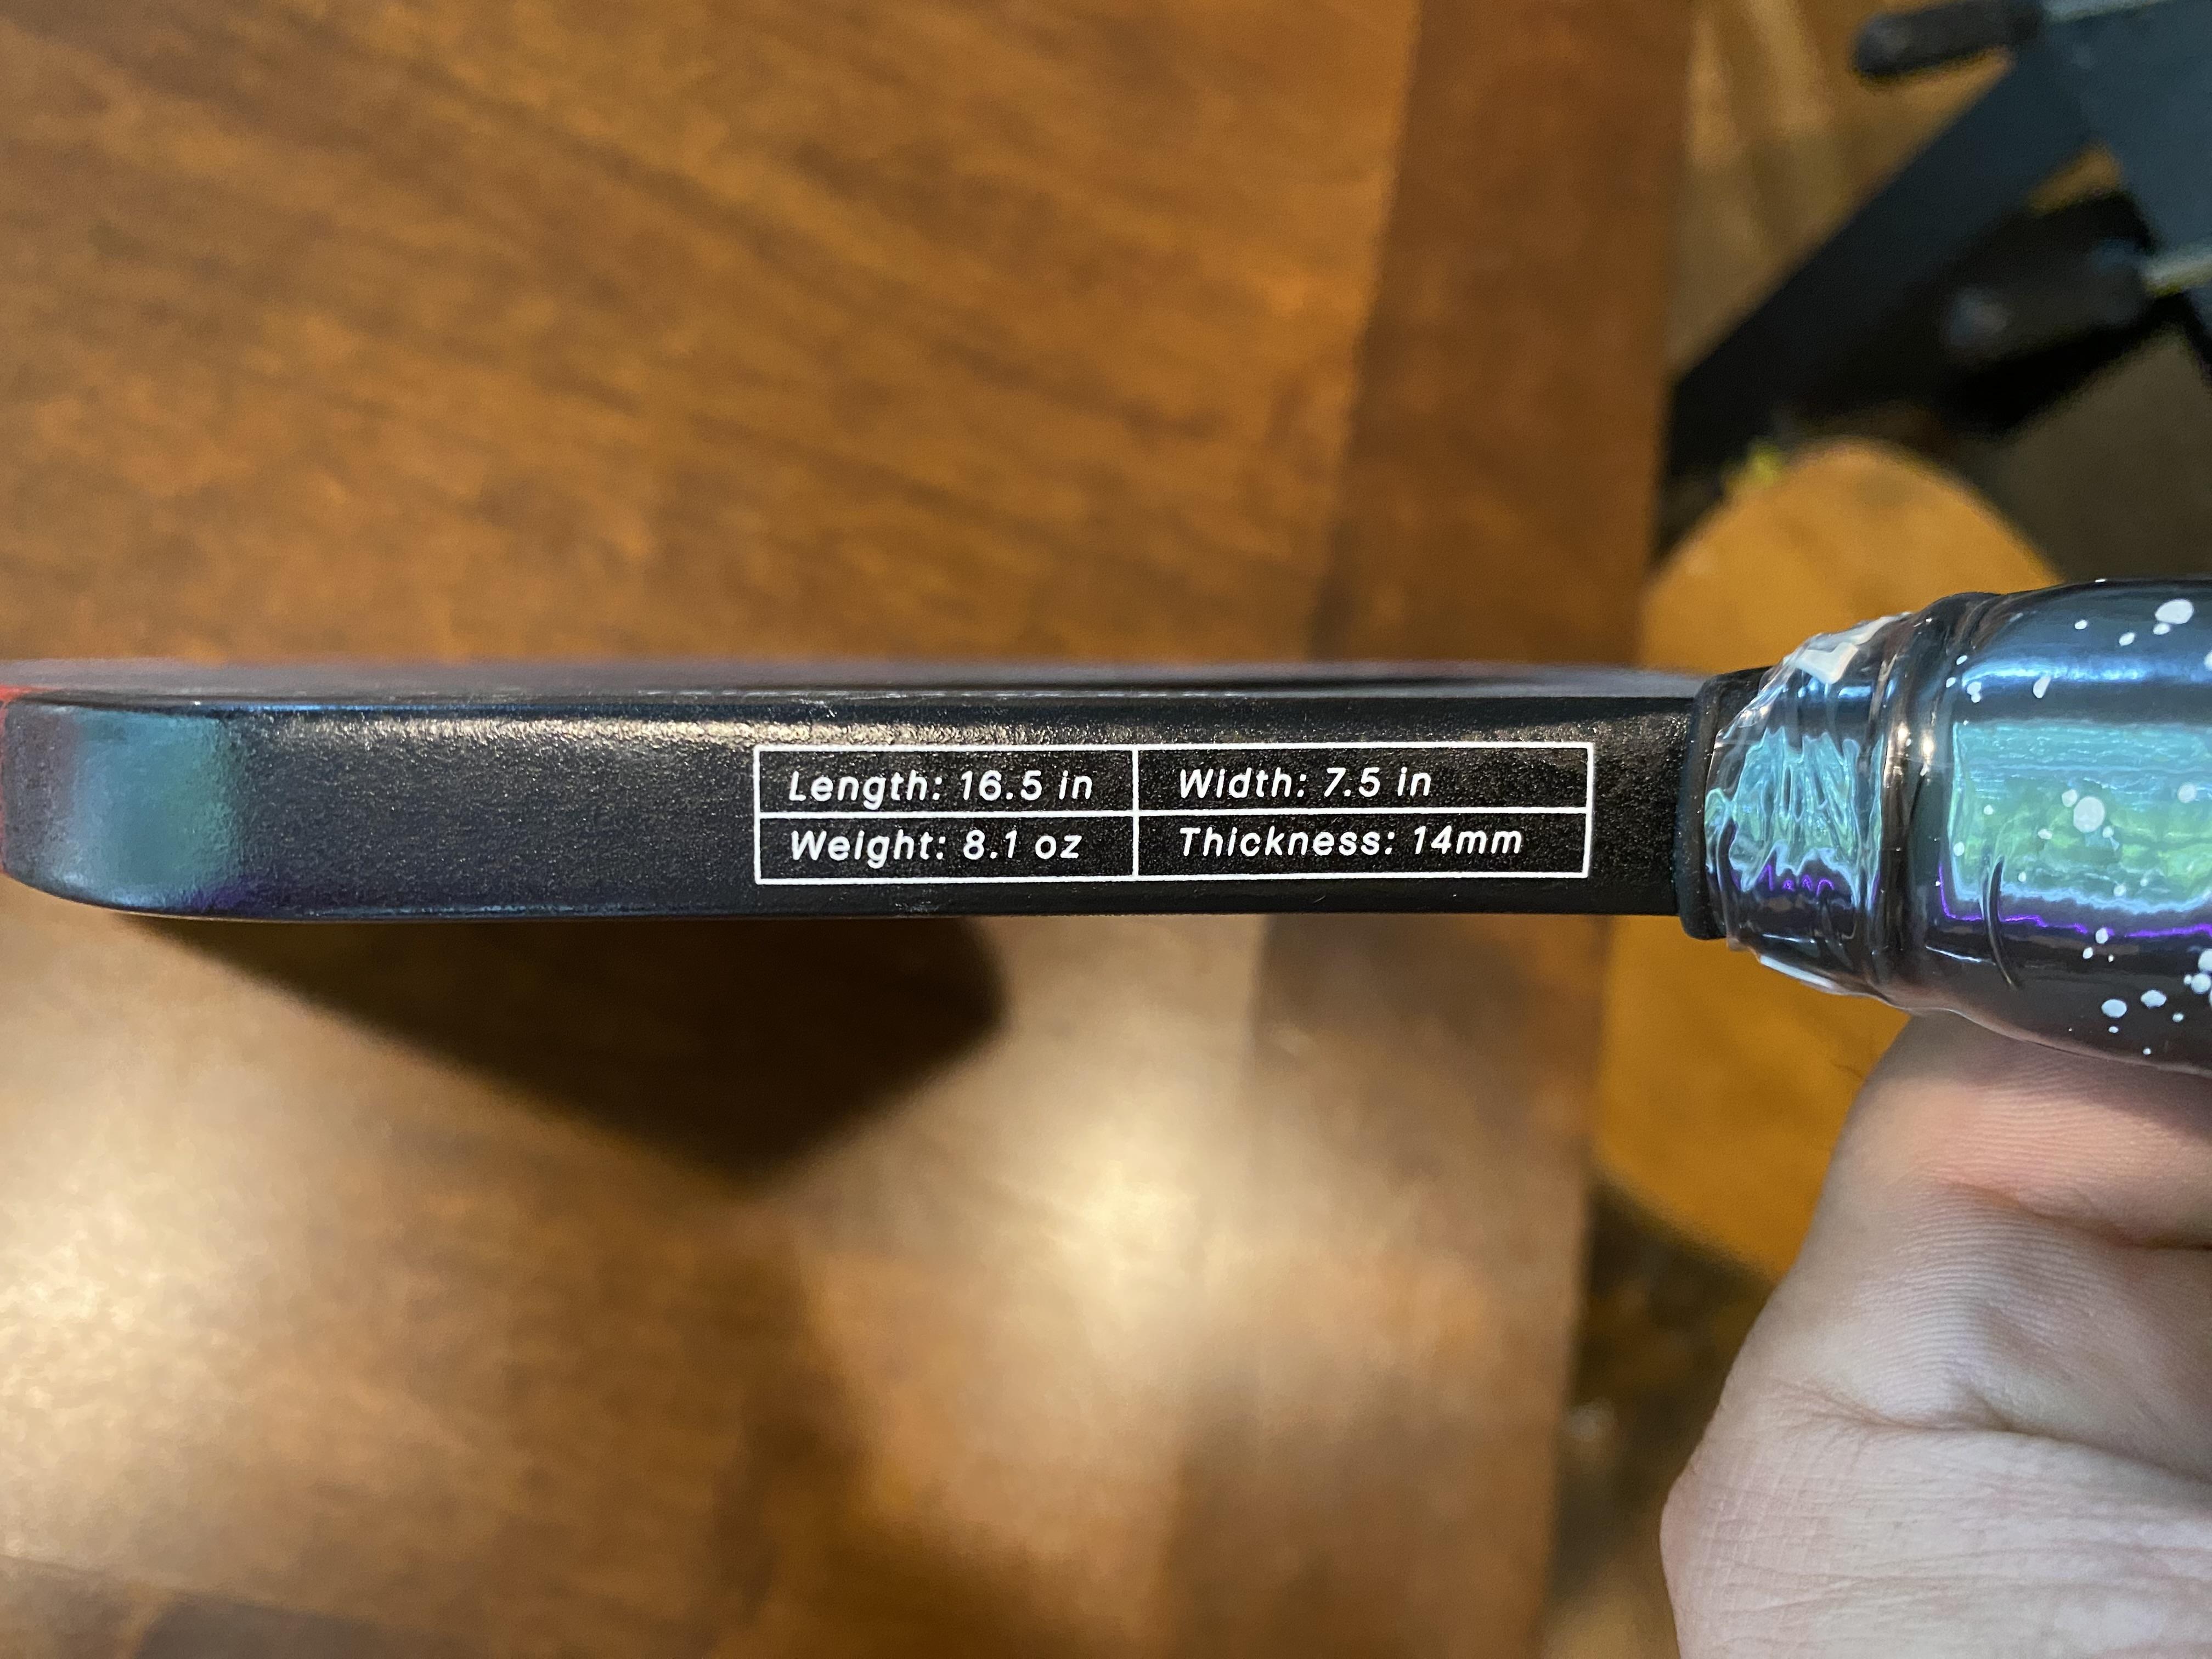 Length: 16.5 in Width: 7.5 in
Weight: 8.1 oz Thickness: 14mm